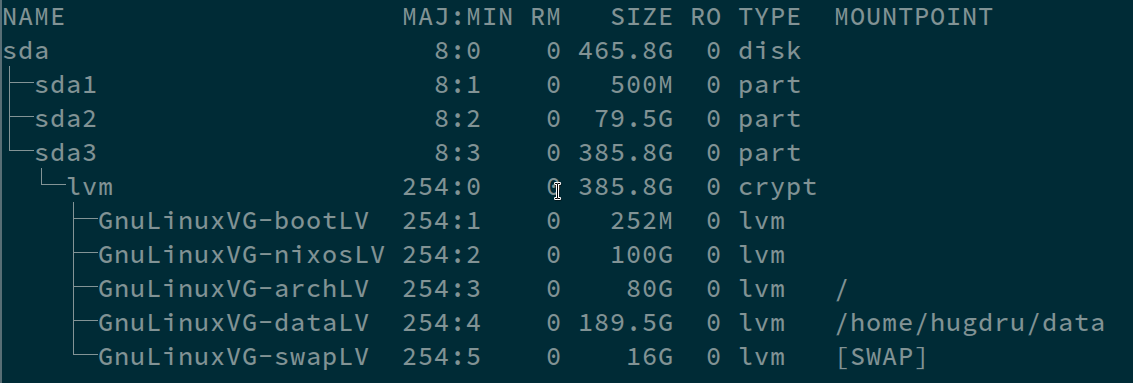 NAME MAJ:MIN RM SIZE RO TYPE MOUNTPOINT
sda 8:0 0 465.8G 0 disk
├─sda1 8:1 0 500M 0 part
├─sda2 8:2 0 79.5G 0 part
└─sda3 8:3 0 385.8G 0 part
└─lvm 254:0 0 385.8G 0 crypt
├─GnuLinuxVG-bootLV 254:1 0 252M 0 lvm
├─GnuLinuxVG-nixosLV 254:2 0 100G 0 lvm
├─GnuLinuxVG-archLV 254:3 0 80G 0 lvm /
├─GnuLinuxVG-dataLV 254:4 0 189.5G 0 lvm /home/hugdru/data
└─GnuLinuxVG-swapLV 254:5 0 16G 0 lvm [SWAP]